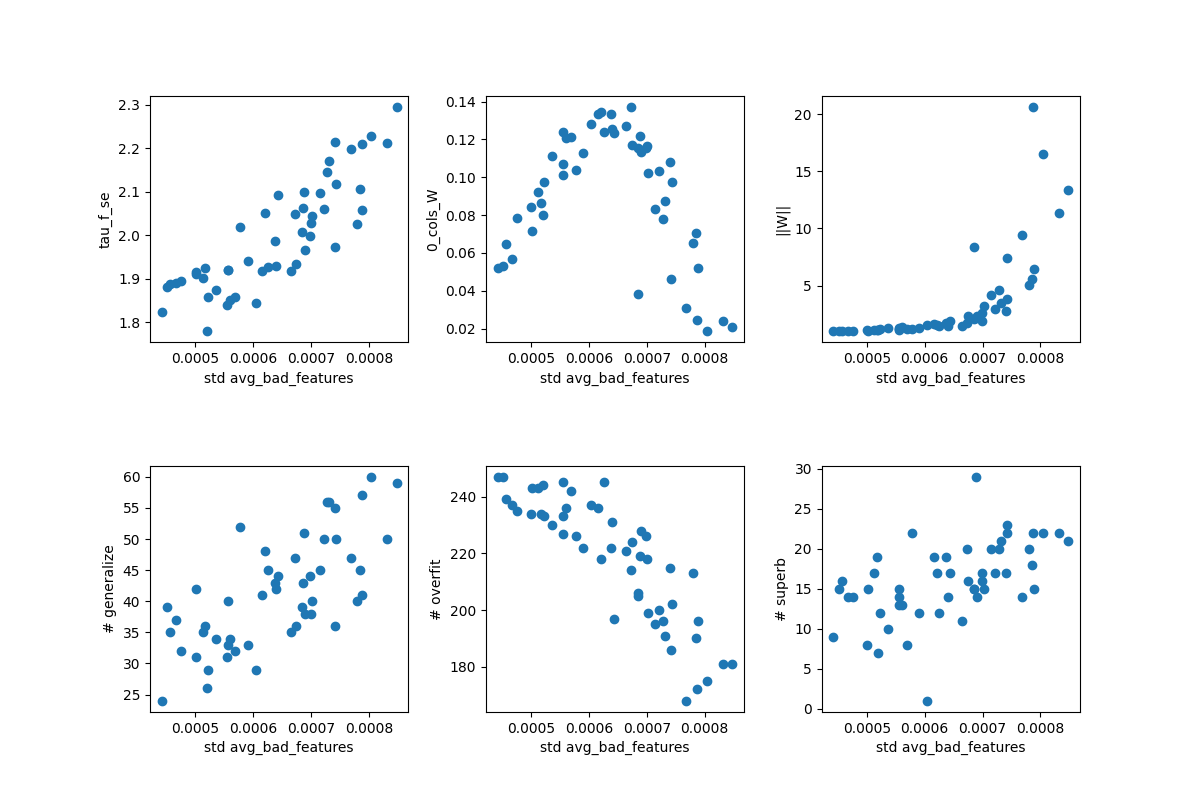 tau_f_se
2.3
2.2
2.1
2.0
1.9
1.8
0.0005 0.0006 0.0007 0.0008
std avg_bad_features
0_cols_W
0.14
0.12
0.10
0.08
0.06
0.04
0.02
0.0005 0.0006 0.0007 0.0008
std avg_bad_features
||W||
20
15
10
5
0.0005 0.0006 0.0007 0.0008
std avg_bad_features
# generalize
60
55
50
45
40
35
30
25
0.0005 0.0006 0.0007 0.0008
std avg_bad_features
# overfit
240
220
200
180
0.0005 0.0006 0.0007 0.0008
std avg_bad_features
# superb
30
25
20
15
10
5
0
0.0005 0.0006 0.0007 0.0008
std avg_bad_features